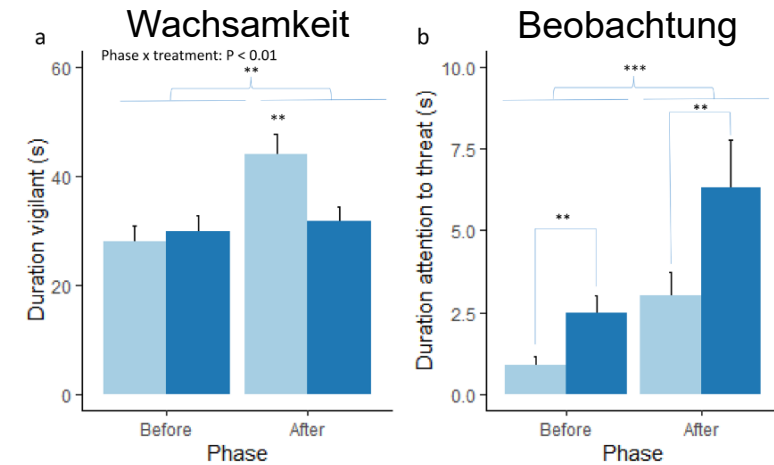 Wachsamkeit
a
Phase x treatment: P < 0.01
**
**
60
40
20
0
Duration vigilant (s)
Before
After
Phase
Beobachtung
b
***
**
**
10.0
7.5
5.0
2.5
0.0
Duration attention to threat (s)
Before
After
Phase